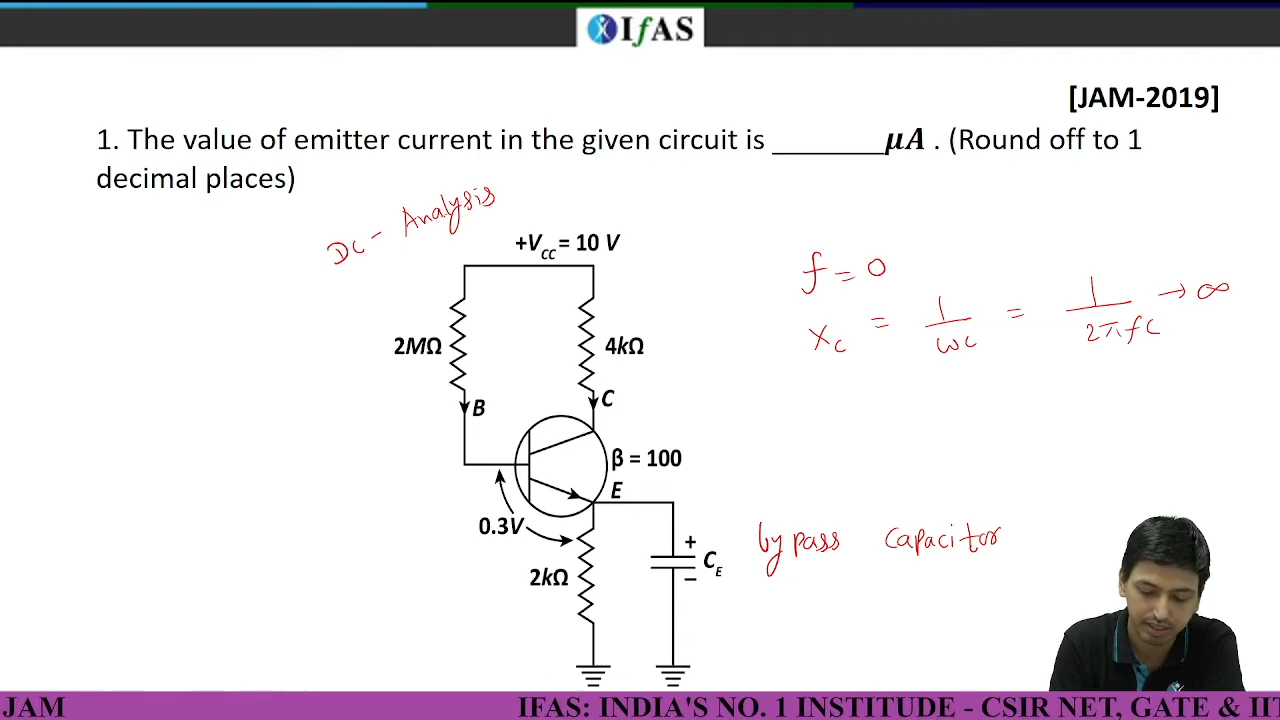 IfAS
[JAM-2019]
1. The value of emitter current in the given circuit is ________ μA . (Round off to 1
decimal places)
DC - Analysis
+VCC = 10 V
f = 0
XC = 1/ωC = 1/2πfC → ∞
2MΩ
4kΩ
B
C
β = 100
E
0.3V
+
CE
−
2kΩ
bypass capacitor
JAM
IFAS: INDIA'S NO. 1 INSTITUTE - CSIR NET, GATE & II